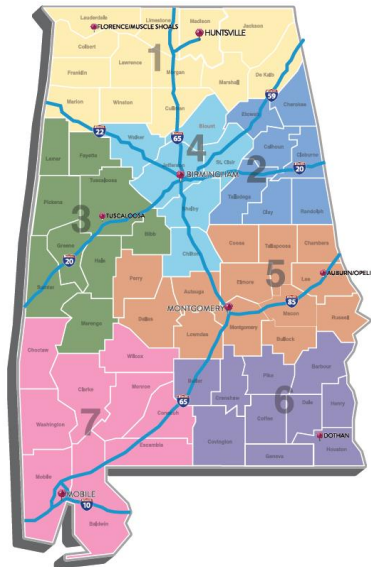 Lauderdale
Limestone
Madison
Jackson
FLORENCE/MUSCLE SHOALS
HUNTSVILLE
Colbert
1
Lawrence
Franklin
Morgan
Marshall
De Kalb
Marion
Winston
Cullman
59
Cherokee
Etowah
Blount
22
65
Walker
4
Lamar
Fayette
Calhoun
St. Clair
Cleburne
Jefferson
2
20
BIRMINGHAM
Tuscaloosa
Talladega
Pickens
Shelby
Clay
Randolph
3
TUSCALOOSA
Bibb
Greene
Hale
Chilton
Coosa
Tallapoosa
Chambers
20
5
Perry
Sumter
Autauga
Elmore
Lee
AUBURN/OPELI
Marengo
Dallas
MONTGOMERY
85
Macon
Russell
Lowndes
Montgomery
Bullock
Choctaw
Wilcox
Butler
Pike
Barbour
Clarke
Monroe
Crenshaw
6
Dale
Henry
Washington
7
65
Conecuh
Coffee
DOTHAN
Covington
Houston
Escambia
Geneva
Mobile
MOBILE
10
Baldwin